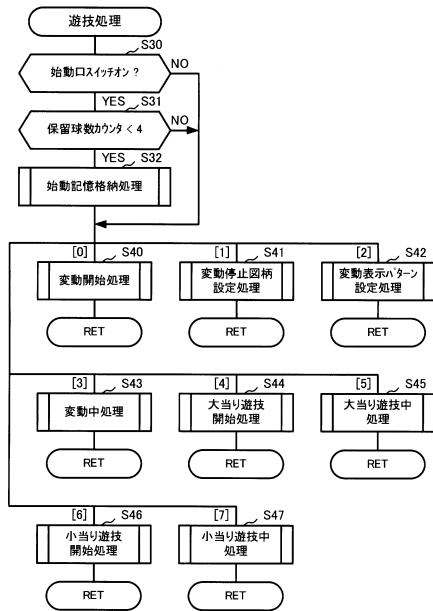 遊技処理
S30
始動口スイッチオン ?
NO
YES
S31
保留球数カウンタ < 4
NO
YES
S32
始動記憶格納処理
[0]
S40
変動開始処理
RET
[1]
S41
変動停止図柄
設定処理
RET
[2]
S42
変動表示パターン
設定処理
RET
[3]
S43
変動中処理
RET
[4]
S44
大当り遊技
開始処理
RET
[5]
S45
大当り遊技中
処理
RET
[6]
S46
小当り遊技
開始処理
RET
[7]
S47
小当り遊技中
処理
RET